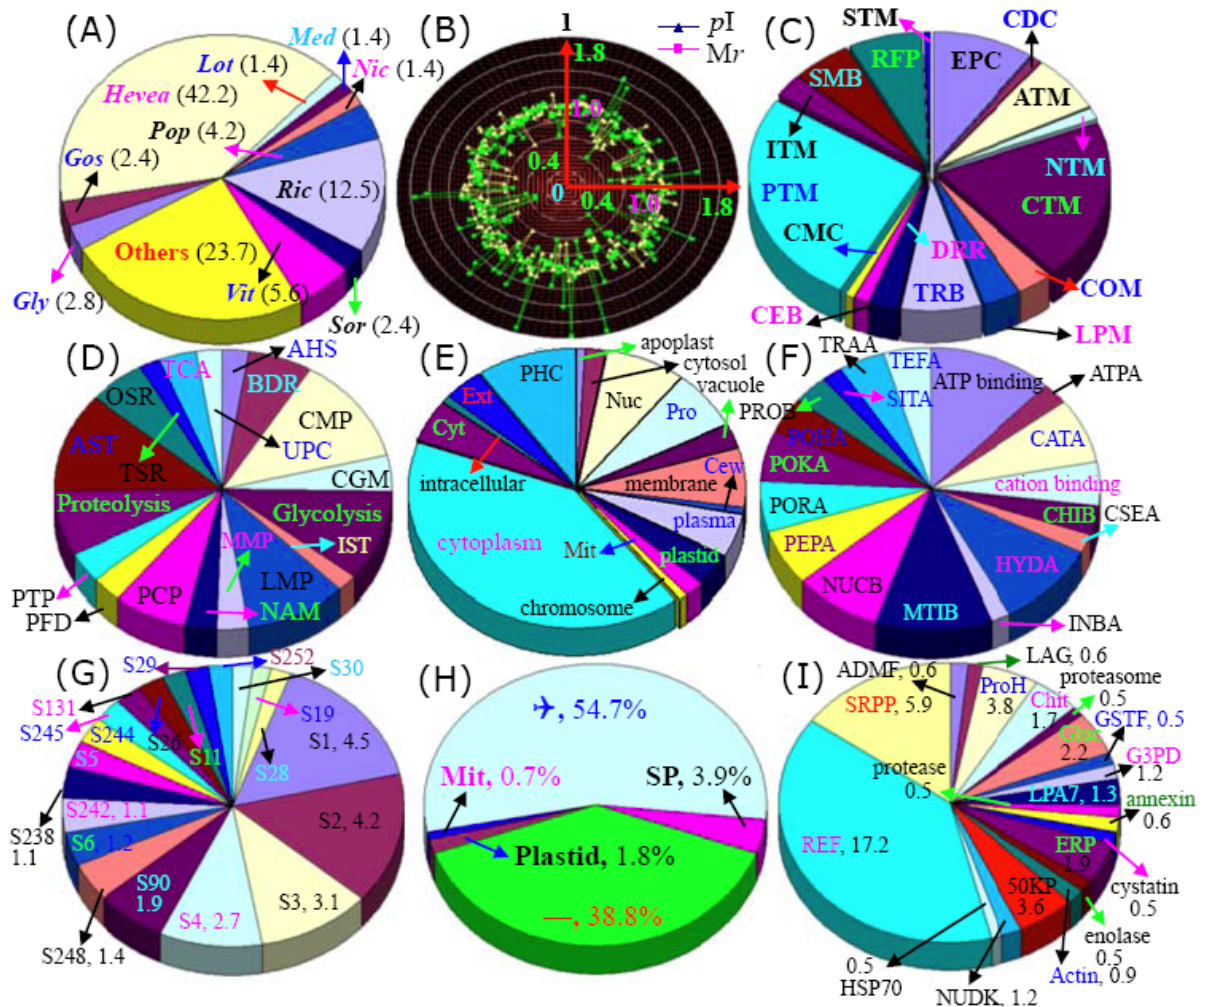 (A)
Med (1.4)
Lot (1.4)
Nic (1.4)
Hevea (42.2)
Pop (4.2)
Gos (2.4)
Ric (12.5)
Others (23.7)
Vit (5.6)
Gly (2.8)
Sor (2.4)
(B)
1
1.8
pI
Mr
1.0
0.4
0
0.4
1.0
1.8
(C)
STM
CDC
RFP
EPC
SMB
ATM
ITM
NTM
PTM
CTM
CMC
DRR
COM
CEB
TRB
LPM
(D)
TCA
AHS
BDR
OSR
CMP
AST
UPC
TSR
CGM
Proteolysis
Glycolysis
MMP
IST
PTP
PCP
LMP
NAM
PFD
(E)
apoplast
PHC
cytosol
Nuc
vacuole
Ext
Pro
Cyt
Cew
intracellular
membrane
plasma
cytoplasm
Mit
plastid
chromosome
(F)
TRAA
TEFA
ATP binding
ATPA
SITA
PROB
POHA
CATA
POKA
cation binding
PORA
CHIB
CSEA
PEPA
HYDA
NUCB
MTIB
INBA
(G)
S29
S252
S30
S131
S19
S245
S244
S26
S11
S1, 4.5
S5
S28
S242, 1.1
S2, 4.2
S238
1.1
S6, 1.2
S90
1.9
S3, 3.1
S4, 2.7
S248, 1.4
(H)
✈, 54.7%
Mit, 0.7%
SP, 3.9%
Plastid, 1.8%
—, 38.8%
(I)
ADMF, 0.6
LAG, 0.6
ProH
3.8
proteasome
0.5
SRPP, 5.9
Chit
1.7
GSTF, 0.5
Gluc
2.2
G3PD
1.2
protease
0.5
LPA7, 1.3
annexin
0.6
REF, 17.2
ERP
1.9
cystatin
0.5
50KP
3.6
enolase
0.5
0.5
HSP70
Actin, 0.9
NUDK, 1.2